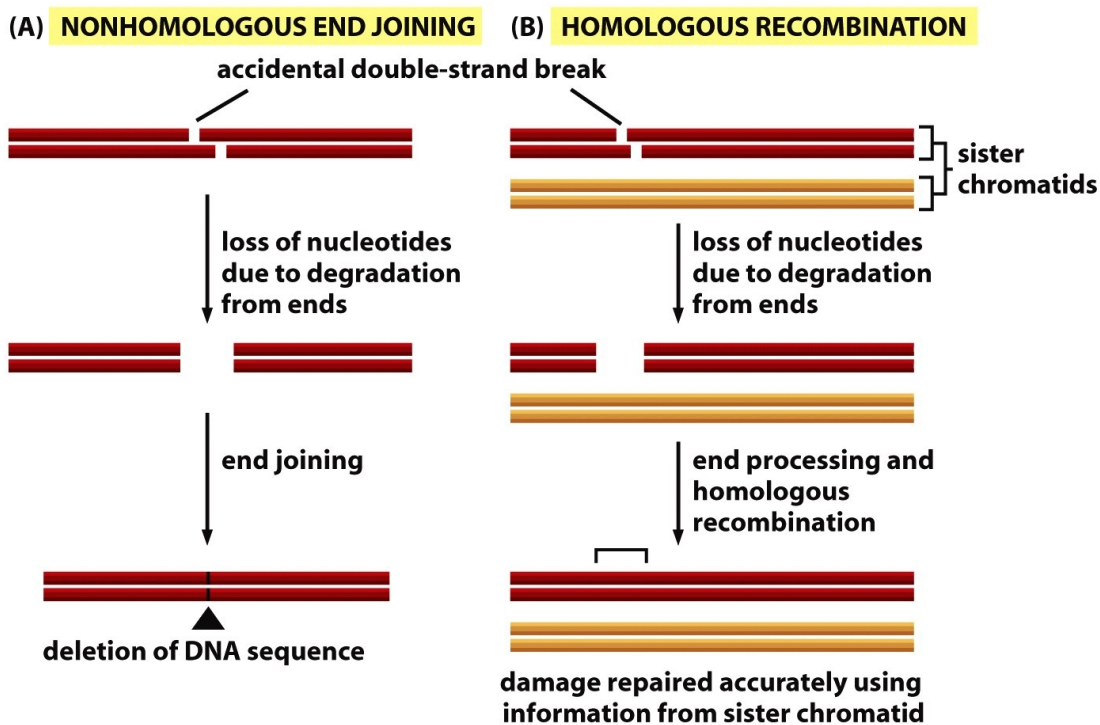 (A) NONHOMOLOGOUS END JOINING
(B) HOMOLOGOUS RECOMBINATION
accidental double-strand break
sister
chromatids
loss of nucleotides
due to degradation
from ends
loss of nucleotides
due to degradation
from ends
end joining
end processing and
homologous
recombination
deletion of DNA sequence
damage repaired accurately using
information from sister chromatid